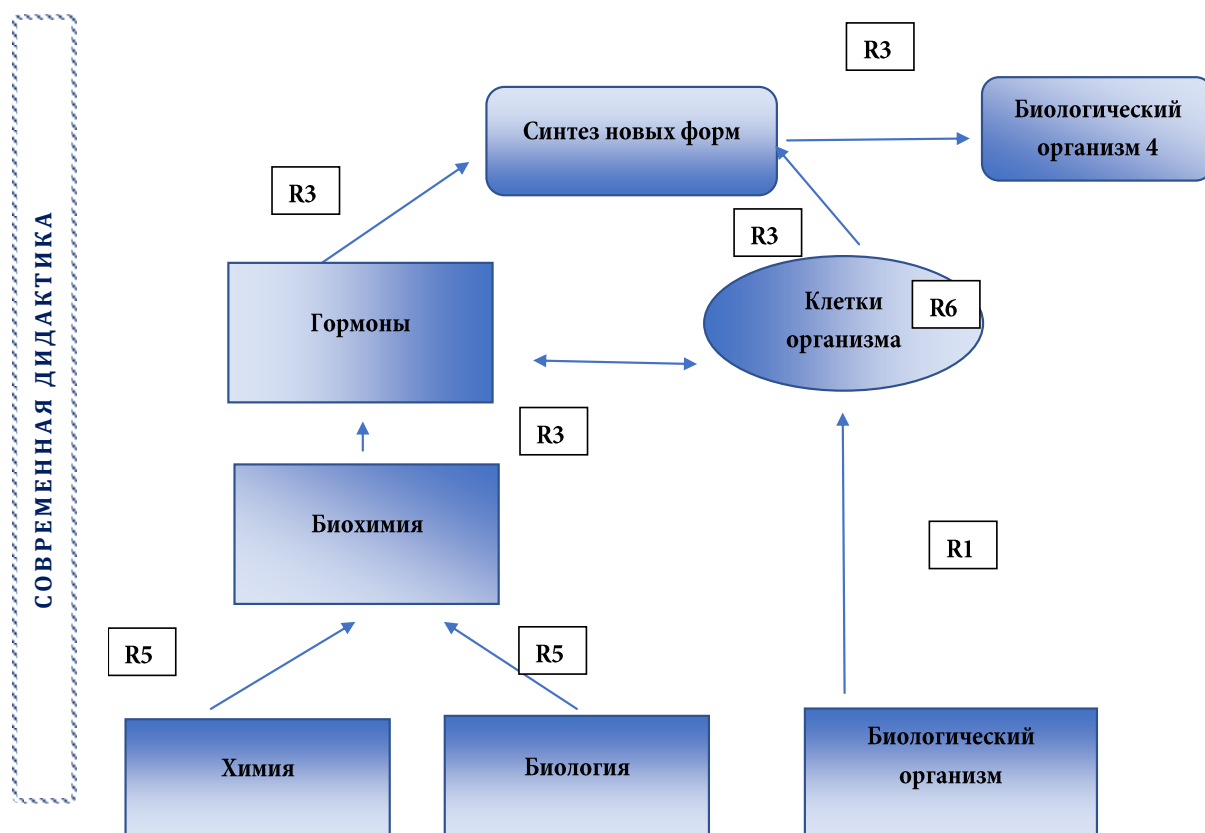 СОВРЕМЕННАЯ ДИДАКТИКА
R3
Синтез новых форм
Биологический
организм 4
R3
R3
Гормоны
Клетки
организма
R6
R3
Биохимия
R1
R5
R5
Химия
Биология
Биологический
организм